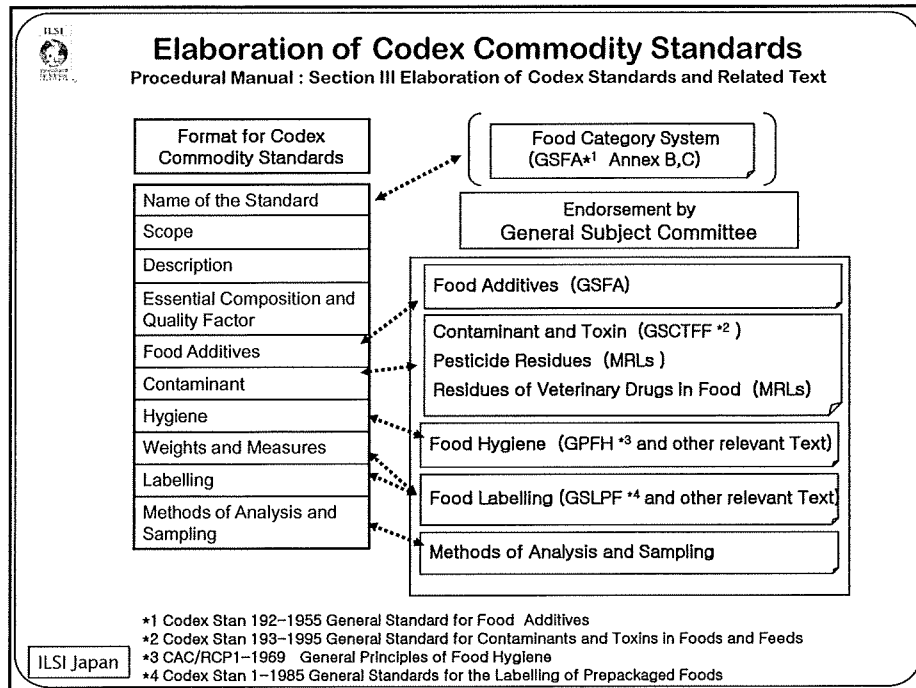 ILSI
Elaboration of Codex Commodity Standards
Procedural Manual : Section III Elaboration of Codex Standards and Related Text
Format for Codex
Commodity Standards
Name of the Standard
Scope
Description
Essential Composition and
Quality Factor
Food Additives
Contaminant
Hygiene
Weights and Measures
Labelling
Methods of Analysis and
Sampling
Food Category System
(GSFA*1 Annex B,C)
Endorsement by
General Subject Committee
Food Additives (GSFA)
Contaminant and Toxin (GSCTFF *2 )
Pesticide Residues (MRLs )
Residues of Veterinary Drugs in Food (MRLs)
Food Hygiene (GPFH *3 and other relevant Text)
Food Labelling (GSLPF *4 and other relevant Text)
Methods of Analysis and Sampling
*1 Codex Stan 192-1955 General Standard for Food Additives
*2 Codex Stan 193-1995 General Standard for Contaminants and Toxins in Foods and Feeds
*3 CAC/RCP1-1969 General Principles of Food Hygiene
*4 Codex Stan 1-1985 General Standards for the Labelling of Prepackaged Foods
ILSI Japan